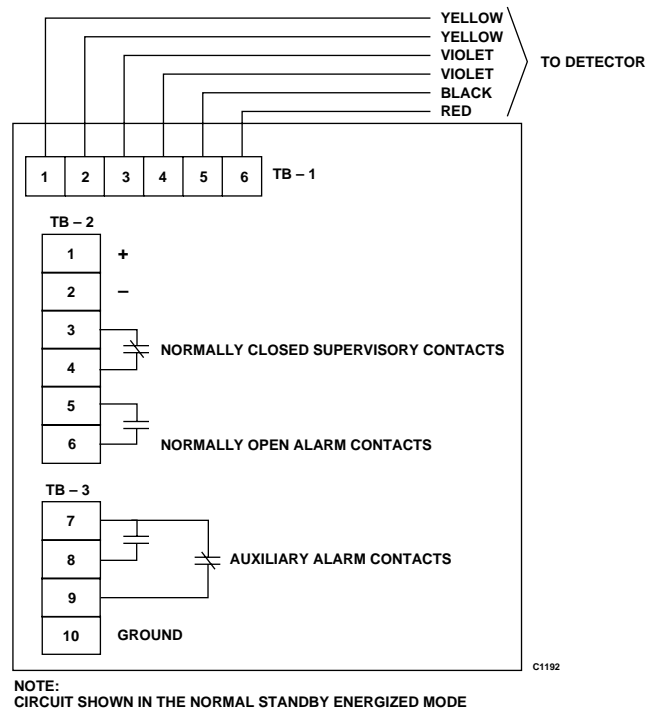 YELLOW
YELLOW
VIOLET
VIOLET
BLACK
RED
TO DETECTOR
1 2 3 4 5 6 TB – 1
TB – 2
1 +
2 –
3
NORMALLY CLOSED SUPERVISORY CONTACTS
4
5
6 NORMALLY OPEN ALARM CONTACTS
TB – 3
7
8 AUXILIARY ALARM CONTACTS
9
10 GROUND
C1192
NOTE:
CIRCUIT SHOWN IN THE NORMAL STANDBY ENERGIZED MODE